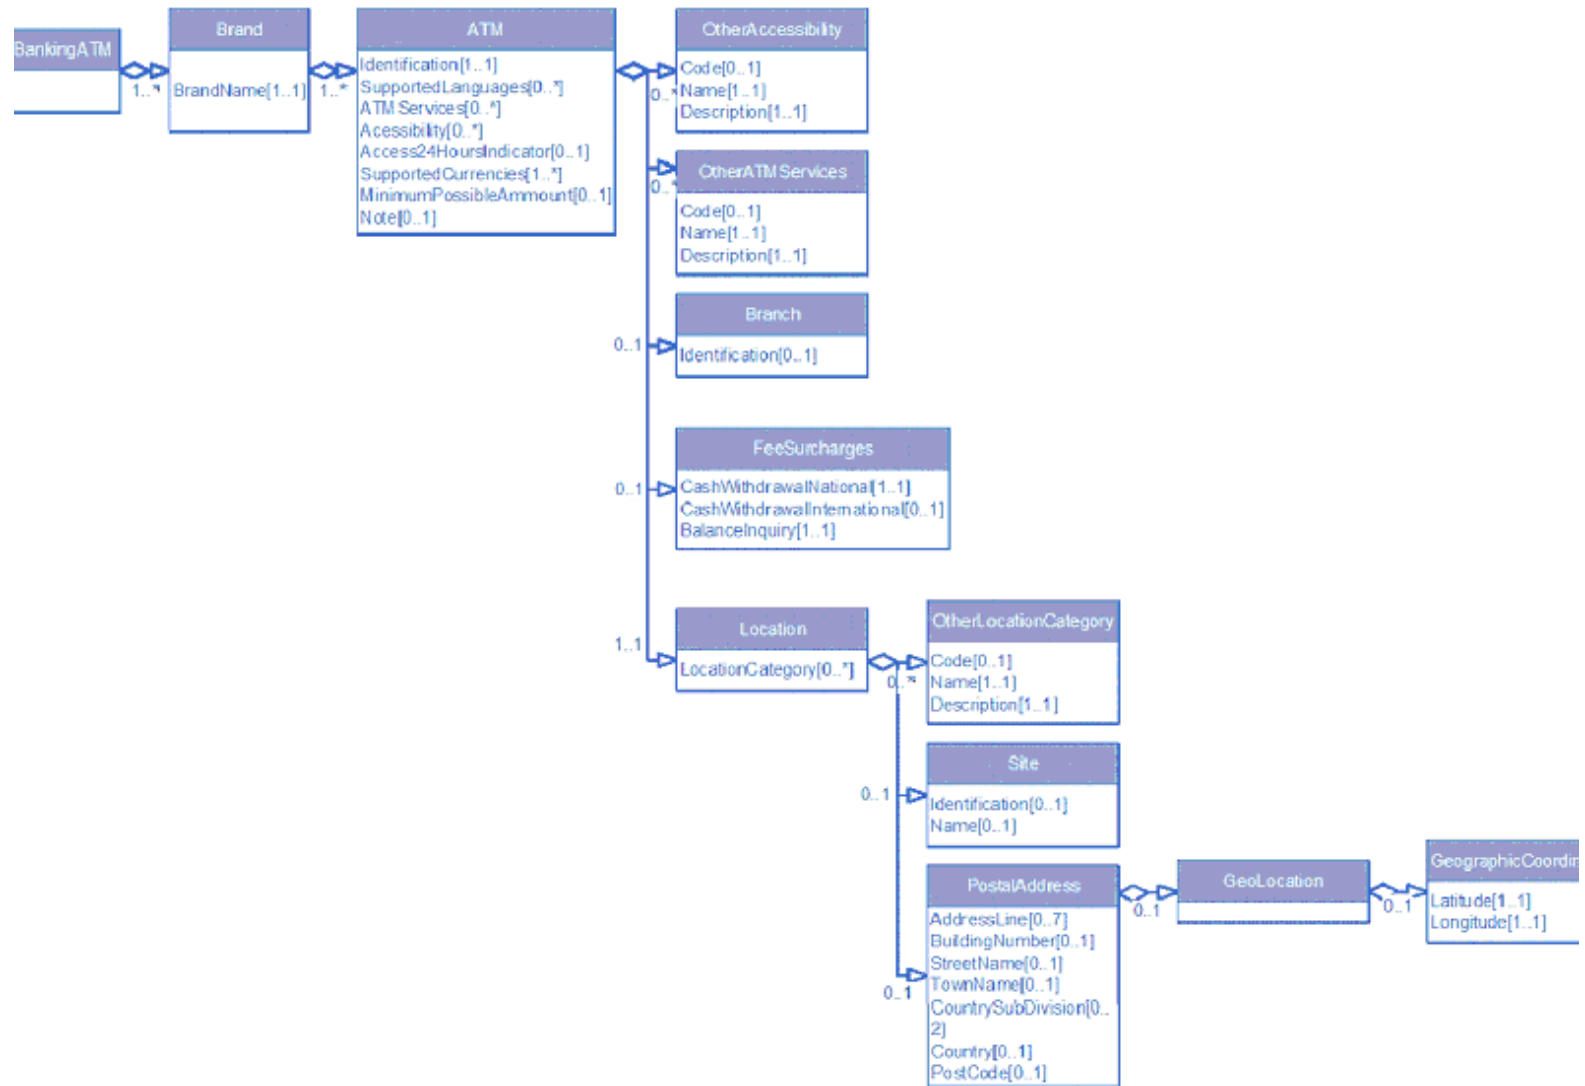 BankingATM
1..*
Brand
BrandName[1..1]
1..*
ATM
Identification[1..1]
SupportedLanguages[0..*]
ATMServices[0..*]
Acessibility[0..*]
Access24HoursIndicator[0..1]
SupportedCurrencies[1..*]
MinimumPossibleAmmount[0..1]
Note[0..1]
0..*
OtherAccessibility
Code[0..1]
Name[1..1]
Description[1..1]
0..*
OtherATMServices
Code[0..1]
Name[1..1]
Description[1..1]
0..1
Branch
Identification[0..1]
0..1
FeeSurcharges
CashWithdrawalNational[1..1]
CashWithdrawalInternational[0..1]
BalanceInquiry[1..1]
1..1
Location
LocationCategory[0..*]
0..*
OtherLocationCategory
Code[0..1]
Name[1..1]
Description[1..1]
0..1
Site
Identification[0..1]
Name[0..1]
0..1
PostalAddress
AddressLine[0..7]
BuildingNumber[0..1]
StreetName[0..1]
TownName[0..1]
CountrySubDivision[0..
2]
Country[0..1]
PostCode[0..1]
0..1
GeoLocation
0..1
GeographicCoordin
Latitude[1..1]
Longitude[1..1]